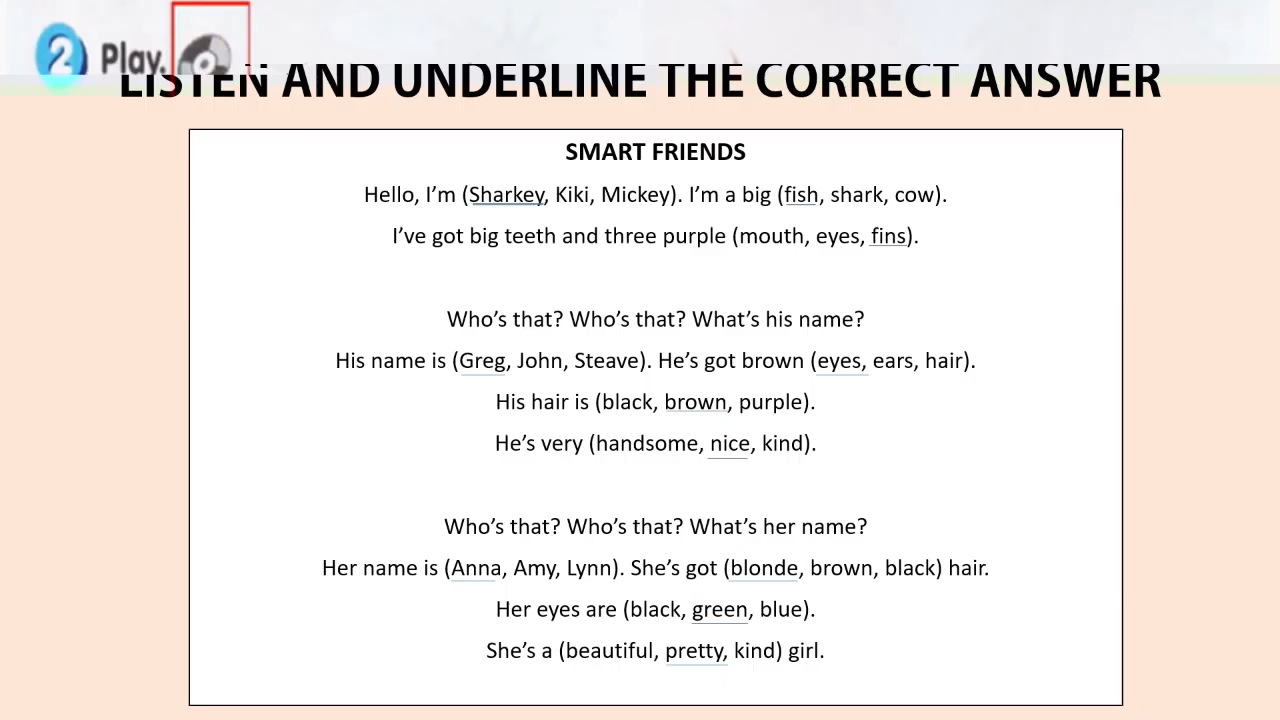 2 Play.
LISTEN AND UNDERLINE THE CORRECT ANSWER
SMART FRIENDS
Hello, I’m (Sharkey, Kiki, Mickey). I’m a big (fish, shark, cow).
I’ve got big teeth and three purple (mouth, eyes, fins).
Who’s that? Who’s that? What’s his name?
His name is (Greg, John, Steave). He’s got brown (eyes, ears, hair).
His hair is (black, brown, purple).
He’s very (handsome, nice, kind).
Who’s that? Who’s that? What’s her name?
Her name is (Anna, Amy, Lynn). She’s got (blonde, brown, black) hair.
Her eyes are (black, green, blue).
She’s a (beautiful, pretty, kind) girl.